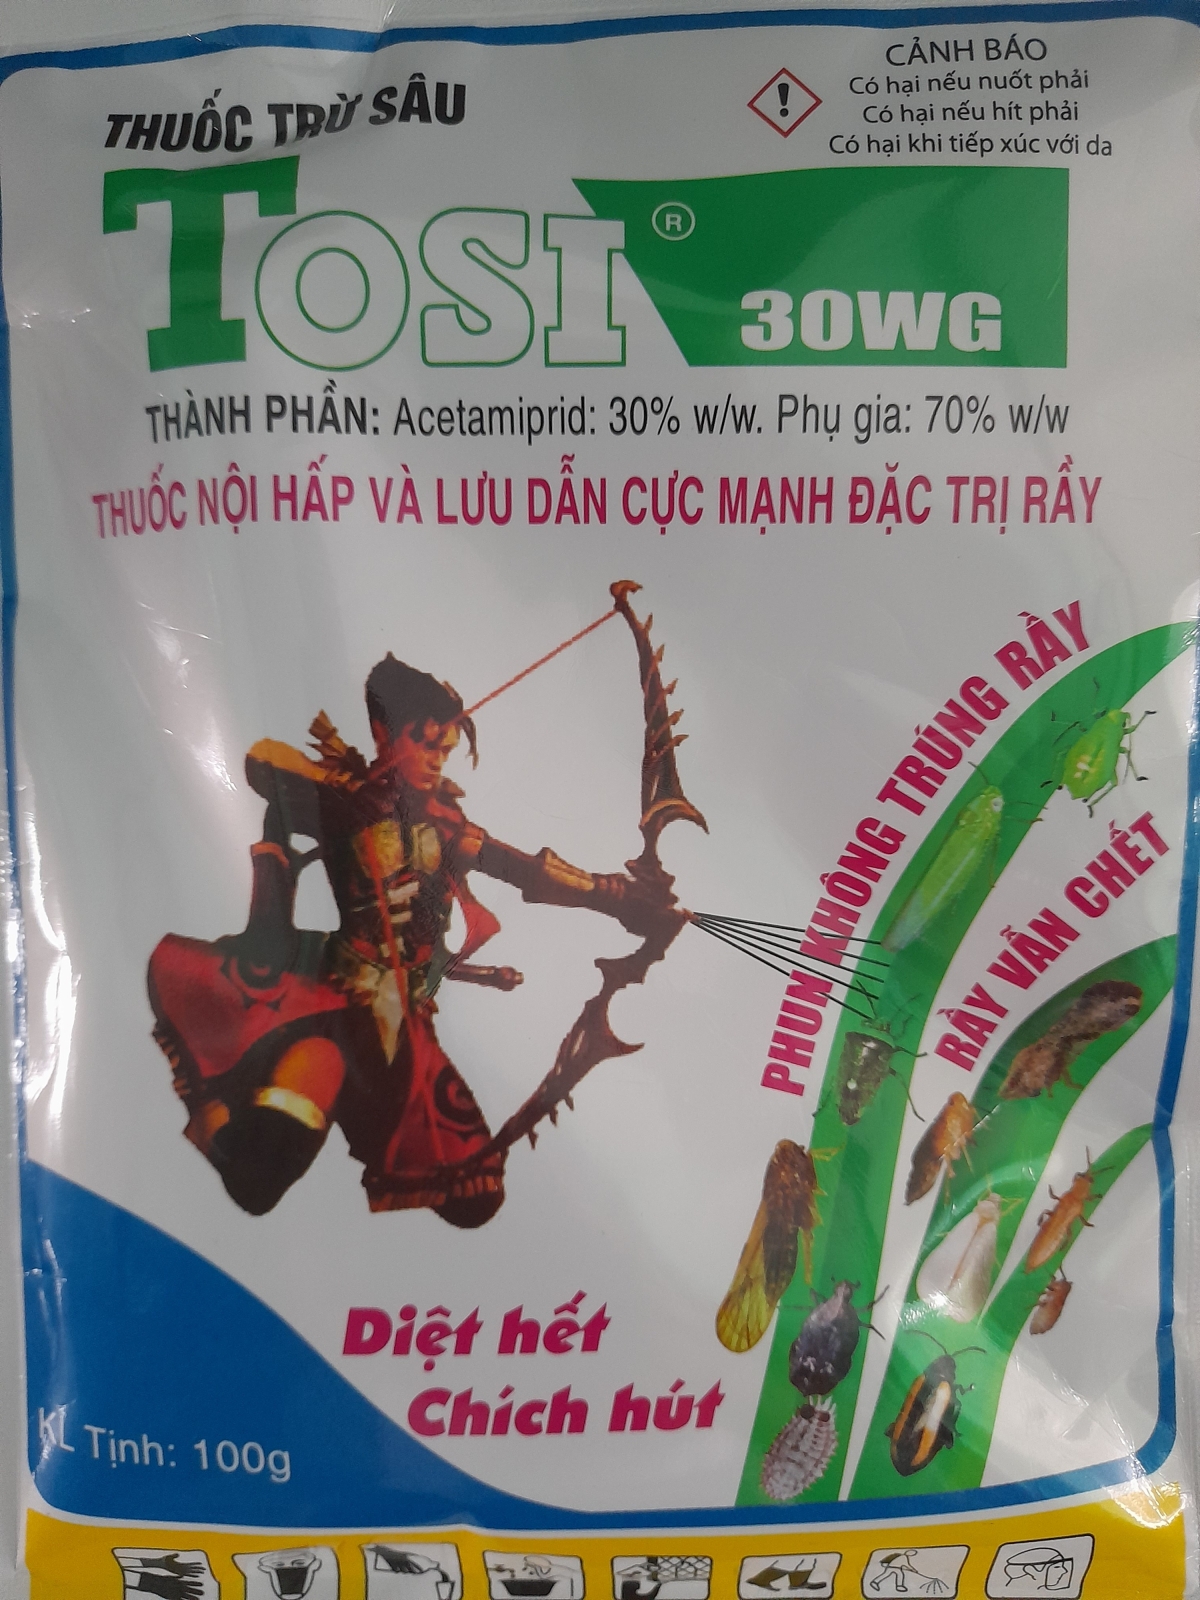 CẢNH BÁO
Có hại nếu nuốt phải
Có hại nếu hít phải
Có hại khi tiếp xúc với da
THUỐC TRỪ SÂU
TOSI ®
30WG
THÀNH PHẦN: Acetamiprid: 30% w/w. Phụ gia: 70% w/w
THUỐC NỘI HẤP VÀ LƯU DẪN CỰC MẠNH ĐẶC TRỊ RẦY
PHUN KHÔNG TRÚNG RẦY
RẦY VẪN CHẾT
Diệt hết
Chích hút
KL Tịnh: 100g